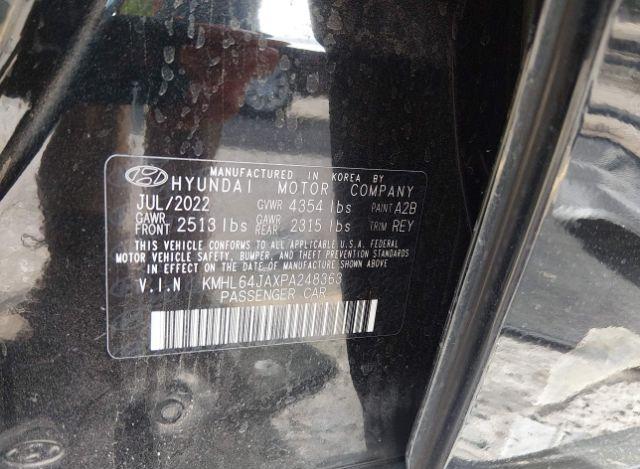 MANUFACTURED IN KOREA BY
HYUNDAI MOTOR COMPANY
JUL/2022 GVWR 4354 lbs PAINT A2B
GAWR FRONT 2513 lbs GAWR REAR 2315 lbs TRIM REY
THIS VEHICLE CONFORMS TO ALL APPLICABLE U.S.A. FEDERAL
MOTOR VEHICLE SAFETY, BUMPER, AND THEFT PREVENTION STANDARDS
IN EFFECT ON THE DATE OF MANUFACTURE SHOWN ABOVE.
V.I.N KMHL64JAXPA248363
PASSENGER CAR